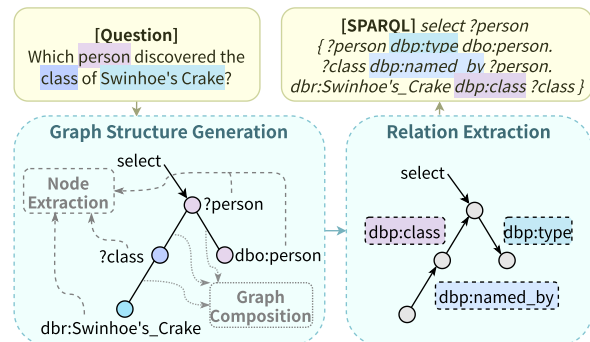 [Question]
Which person discovered the
class of Swinhoe's Crake?
[SPARQL] select ?person
{ ?person dbp:type dbo:person.
?class dbp:named_by ?person.
dbr:Swinhoe's_Crake dbp:class ?class }
Graph Structure Generation
select
Node
Extraction
?person
?class
dbo:person
Graph
Composition
dbr:Swinhoe's_Crake
Relation Extraction
select
dbp:class
dbp:type
dbp:named_by